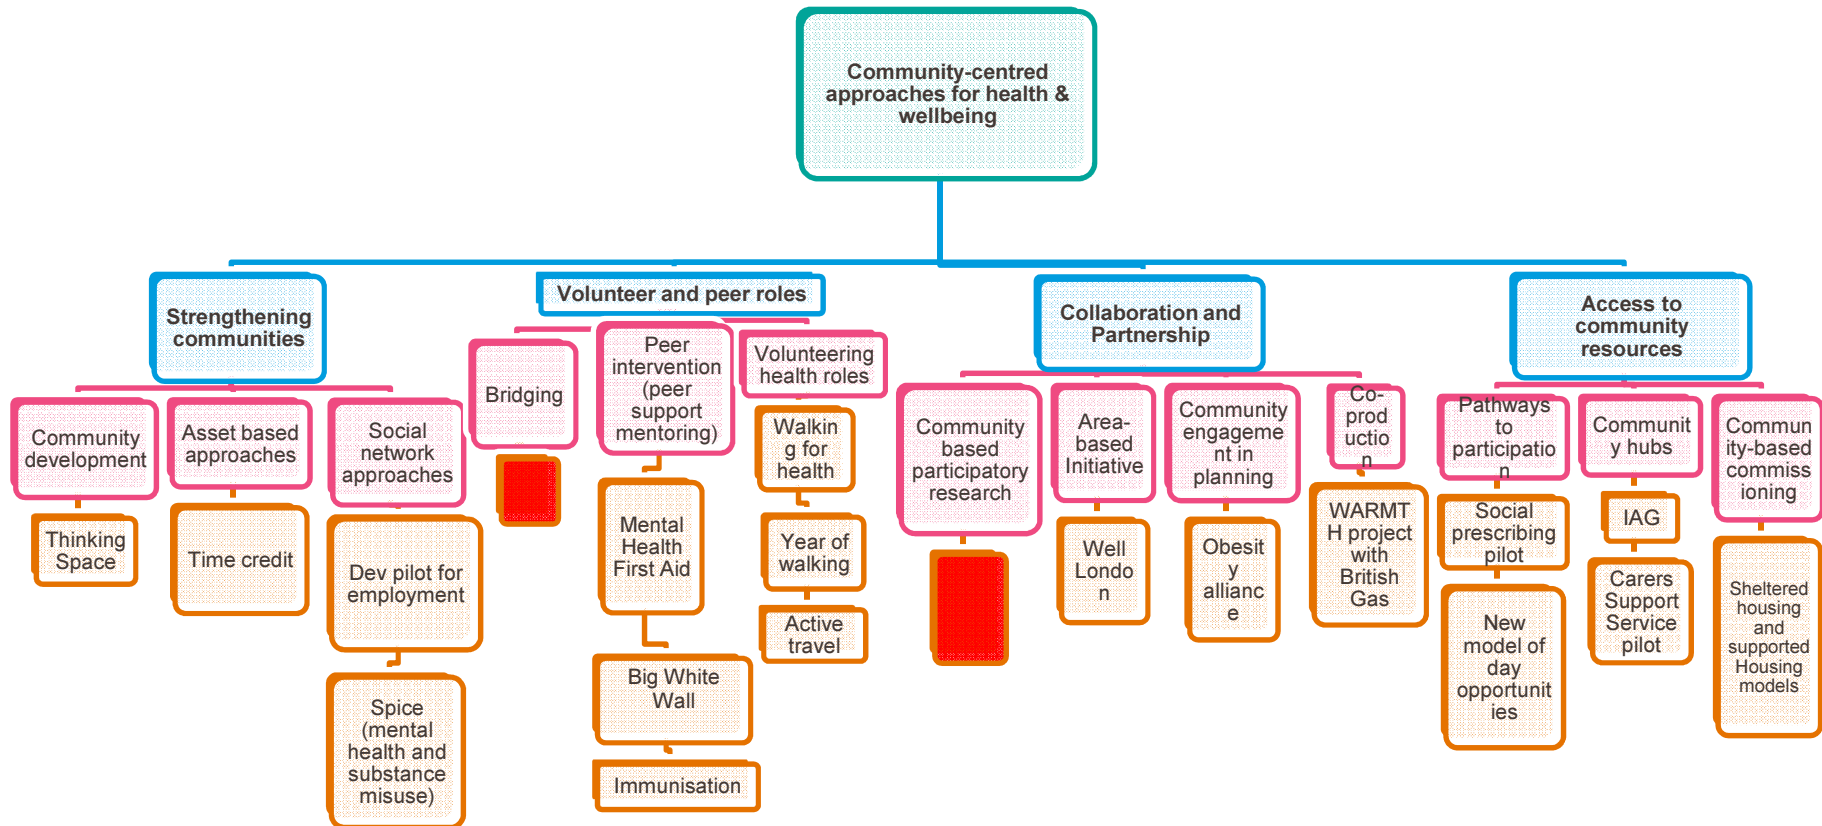 Community-centred
approaches for health &
wellbeing
Strengthening
communities
Volunteer and peer roles
Collaboration and
Partnership
Access to
community
resources
Community
development
Asset based
approaches
Social
network
approaches
Bridging
Peer
intervention
(peer
support
mentoring)
Volunteering
health roles
Community
based
participatory
research
Area-
based
Initiative
Community
engageme
nt in
planning
Co-
prod
uctio
n
Pathways
to
participatio
n
Communit
y hubs
Commun
ity-based
commiss
ioning
Thinking
Space
Time credit
Dev pilot for
employment
Spice
(mental
health and
substance
misuse)
Mental
Health
First Aid
Big White
Wall
Immunisation
Walkin
g for
health
Year of
walking
Active
travel
Well
Londo
n
Obesit
y
allianc
e
WARMT
H project
with
British
Gas
Social
prescribing
pilot
New
model of
day
opportunit
ies
IAG
Carers
Support
Service
pilot
Sheltered
housing
and
supported
Housing
models